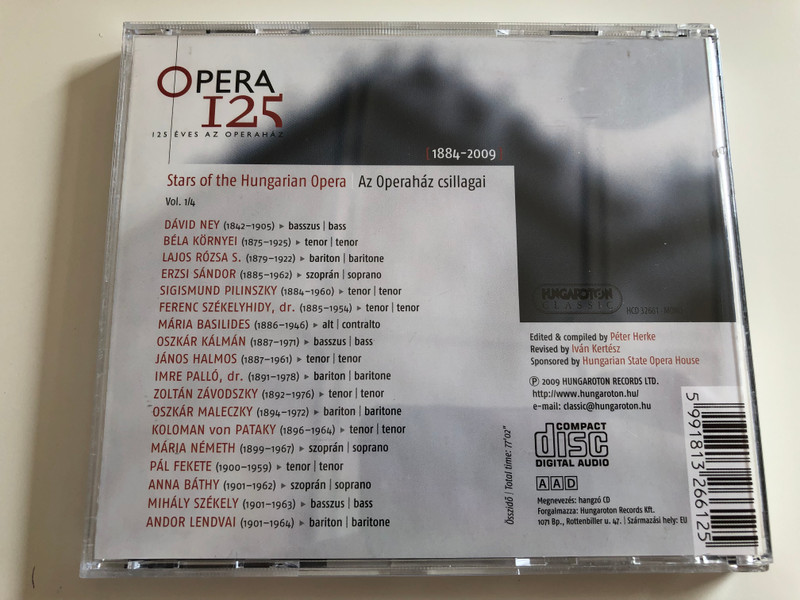 OPERA
125
125 ÉVES AZ OPERAHÁZ
[1884–2009]
Stars of the Hungarian Opera | Az Operaház csillagai
Vol. 1/4
DÁVID NEY (1842–1905) ▸ basszus | bass
BÉLA KÖRNYEI (1875–1925) ▸ tenor | tenor
LAJOS RÓZSA S. (1879–1922) ▸ bariton | baritone
ERZSI SÁNDOR (1885–1962) ▸ szoprán | soprano
SIGISMUND PILINSZKY (1884–1960) ▸ tenor | tenor
FERENC SZÉKELYHIDY, dr. (1885–1954) ▸ tenor | tenor
MÁRIA BASILIDES (1886–1946) ▸ alt | contralto
OSZKÁR KÁLMÁN (1887–1971) ▸ basszus | bass
JÁNOS HALMOS (1887–1961) ▸ tenor | tenor
IMRE PALLÓ, dr. (1891–1978) ▸ bariton | baritone
ZOLTÁN ZÁVODSZKY (1892–1976) ▸ tenor | tenor
OSZKÁR MALECZKY (1894–1972) ▸ bariton | baritone
KOLOMAN von PATAKY (1896–1964) ▸ tenor | tenor
MÁRIA NÉMETH (1899–1967) ▸ szoprán | soprano
PÁL FEKETE (1900–1959) ▸ tenor | tenor
ANNA BÁTHY (1901–1962) ▸ szoprán | soprano
MIHÁLY SZÉKELY (1901–1963) ▸ basszus | bass
ANDOR LENDVAI (1901–1964) ▸ bariton | baritone
Összidő | Total time: 77'02"
HUNGAROTON
CLASSIC
HCD 32661
Edited & compiled by Péter Herke
Revised by Iván Kertész
Sponsored by Hungarian State Opera House
℗ 2009 HUNGAROTON RECORDS LTD.
http://www.hungaroton.hu/
e-mail: classic@hungaroton.hu
COMPACT
disc
DIGITAL AUDIO
AAD
Megnevezés: hangzó CD
Forgalmazza: Hungaroton Records Kft.
1071 Bp., Rottenbiller u. 47. | Származási hely: EU
5991813266125